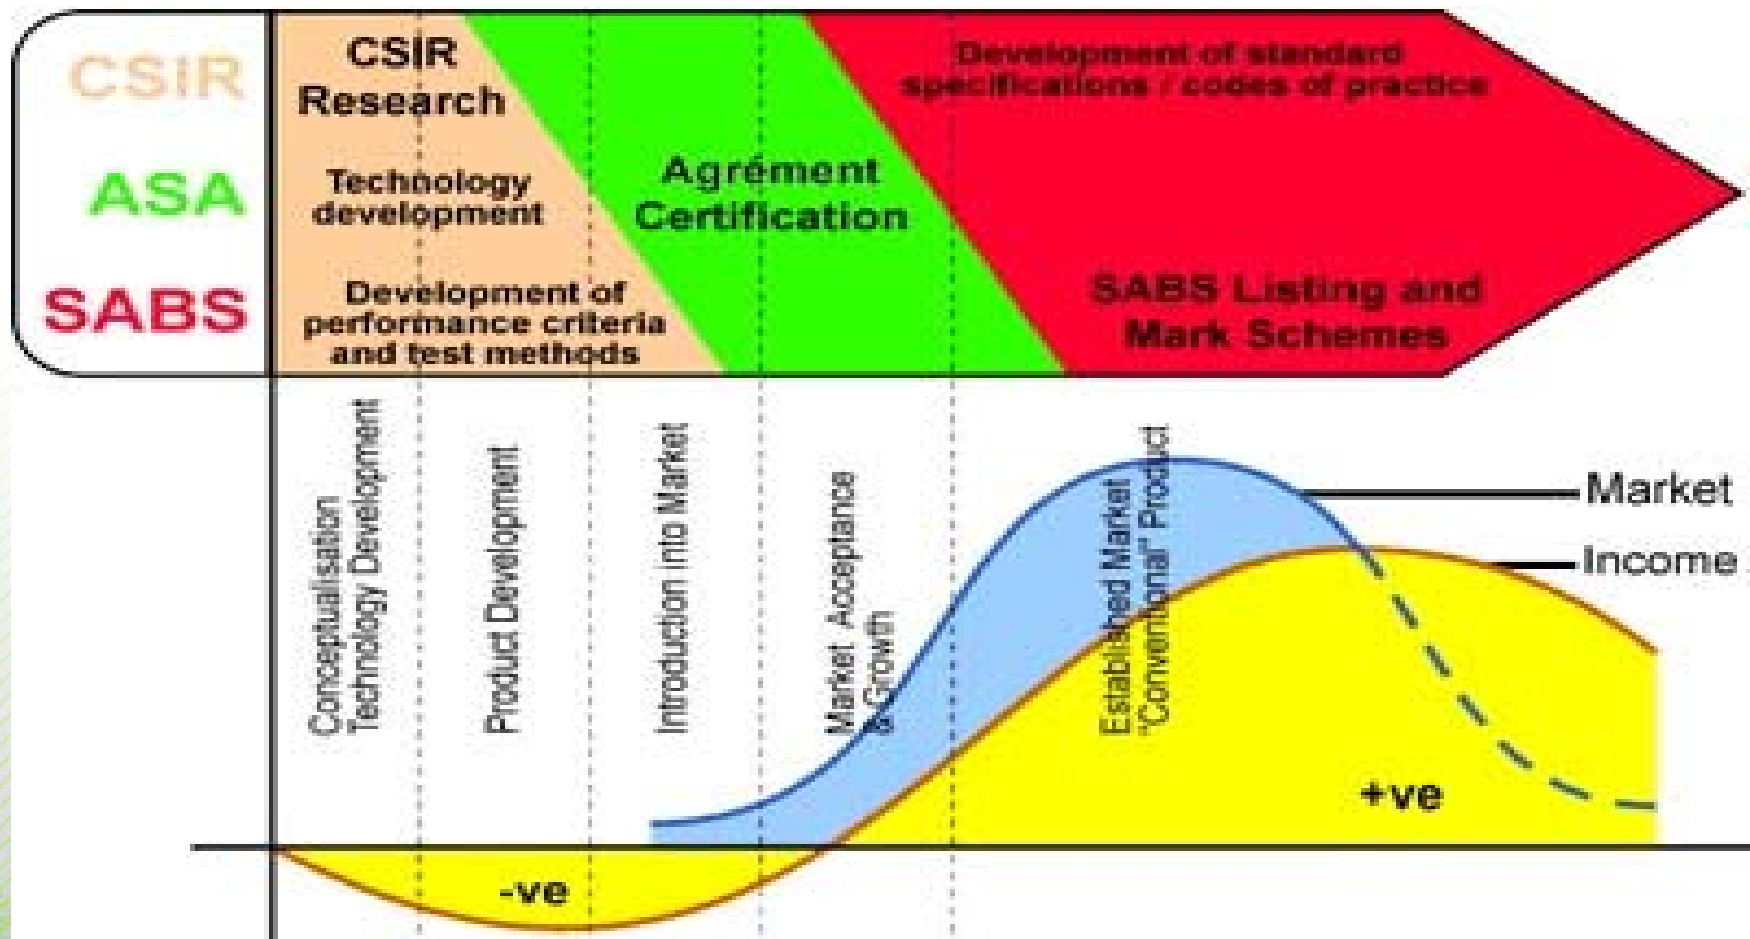 CSIR
ASA
SABS
CSIR
Research
Technology
development
Development of
performance criteria
and test methods
Agrément
Certification
Development of standard
specifications / codes of practice
SABS Listing and
Mark Schemes
Conceptualisation
Technology Development
Product Development
Introduction into Market
Market Acceptance
& Growth
Established Market
"Conventional" Product
Market
Income
+ve
-ve